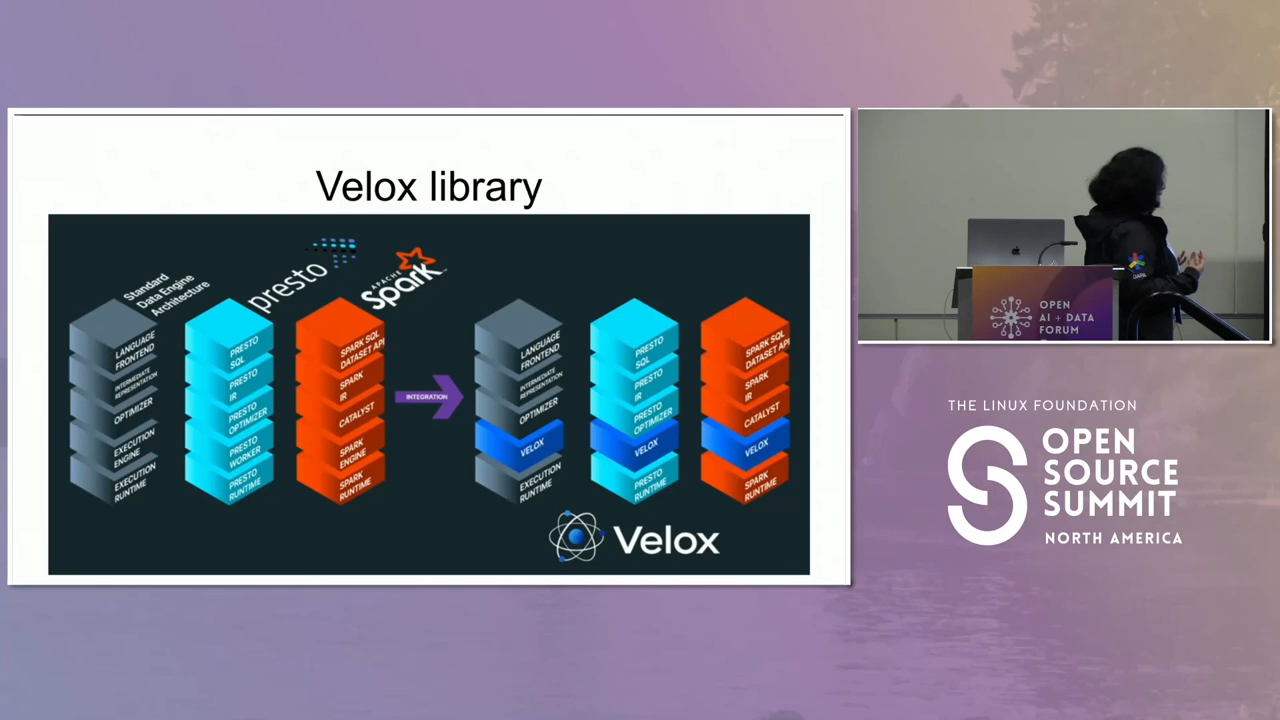 Velox library
Standard
Data Engine
Architecture
presto
APACHE
Spark
LANGUAGE
FRONTEND
INTERMEDIATE
REPRESENTATION
OPTIMIZER
EXECUTION
ENGINE
EXECUTION
RUNTIME
PRESTO
SQL
PRESTO
IR
PRESTO
OPTIMIZER
PRESTO
WORKER
PRESTO
RUNTIME
SPARK SQL
DATASET API
SPARK
IR
CATALYST
SPARK
ENGINE
SPARK
RUNTIME
INTEGRATION
LANGUAGE
FRONTEND
INTERMEDIATE
REPRESENTATION
OPTIMIZER
VELOX
EXECUTION
RUNTIME
PRESTO
SQL
PRESTO
IR
PRESTO
OPTIMIZER
VELOX
PRESTO
RUNTIME
SPARK SQL
DATASET API
SPARK
IR
CATALYST
VELOX
SPARK
RUNTIME
Velox
OPEN
AI + DATA
FORUM
THE LINUX FOUNDATION
OPEN
SOURCE
SUMMIT
NORTH AMERICA